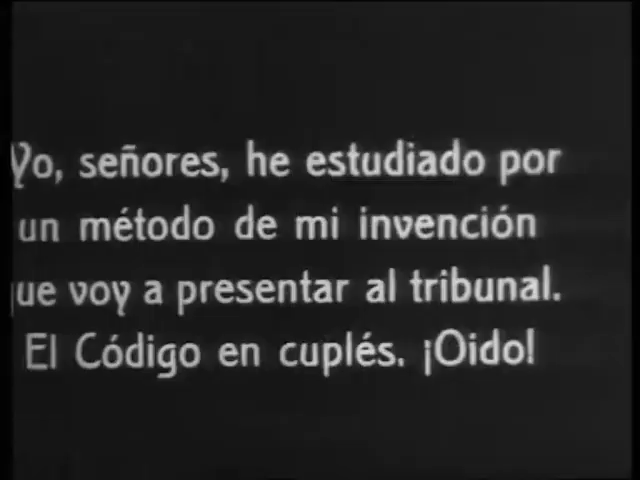 Yo, señores, he estudiado por
un método de mi invención
que voy a presentar al tribunal.
El Código en cuplés. ¡Oido!